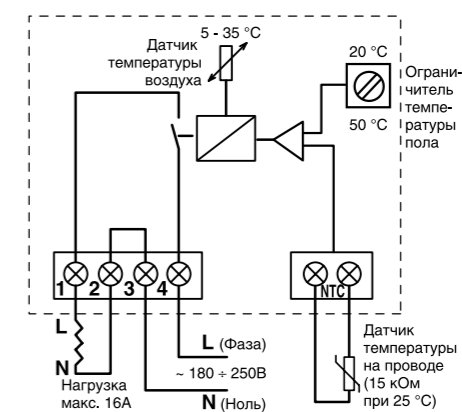 5 - 35 °C
Датчик
температуры
воздуха
20 °C
50 °C
Ограни-
читель
темпе-
ратуры
пола
1 2 3 4
NTC
L
N
Нагрузка
макс. 16А
L (Фаза)
~ 180 ÷ 250В
N (Ноль)
Датчик
температуры
на проводе
(15 кОм
при 25 °C)